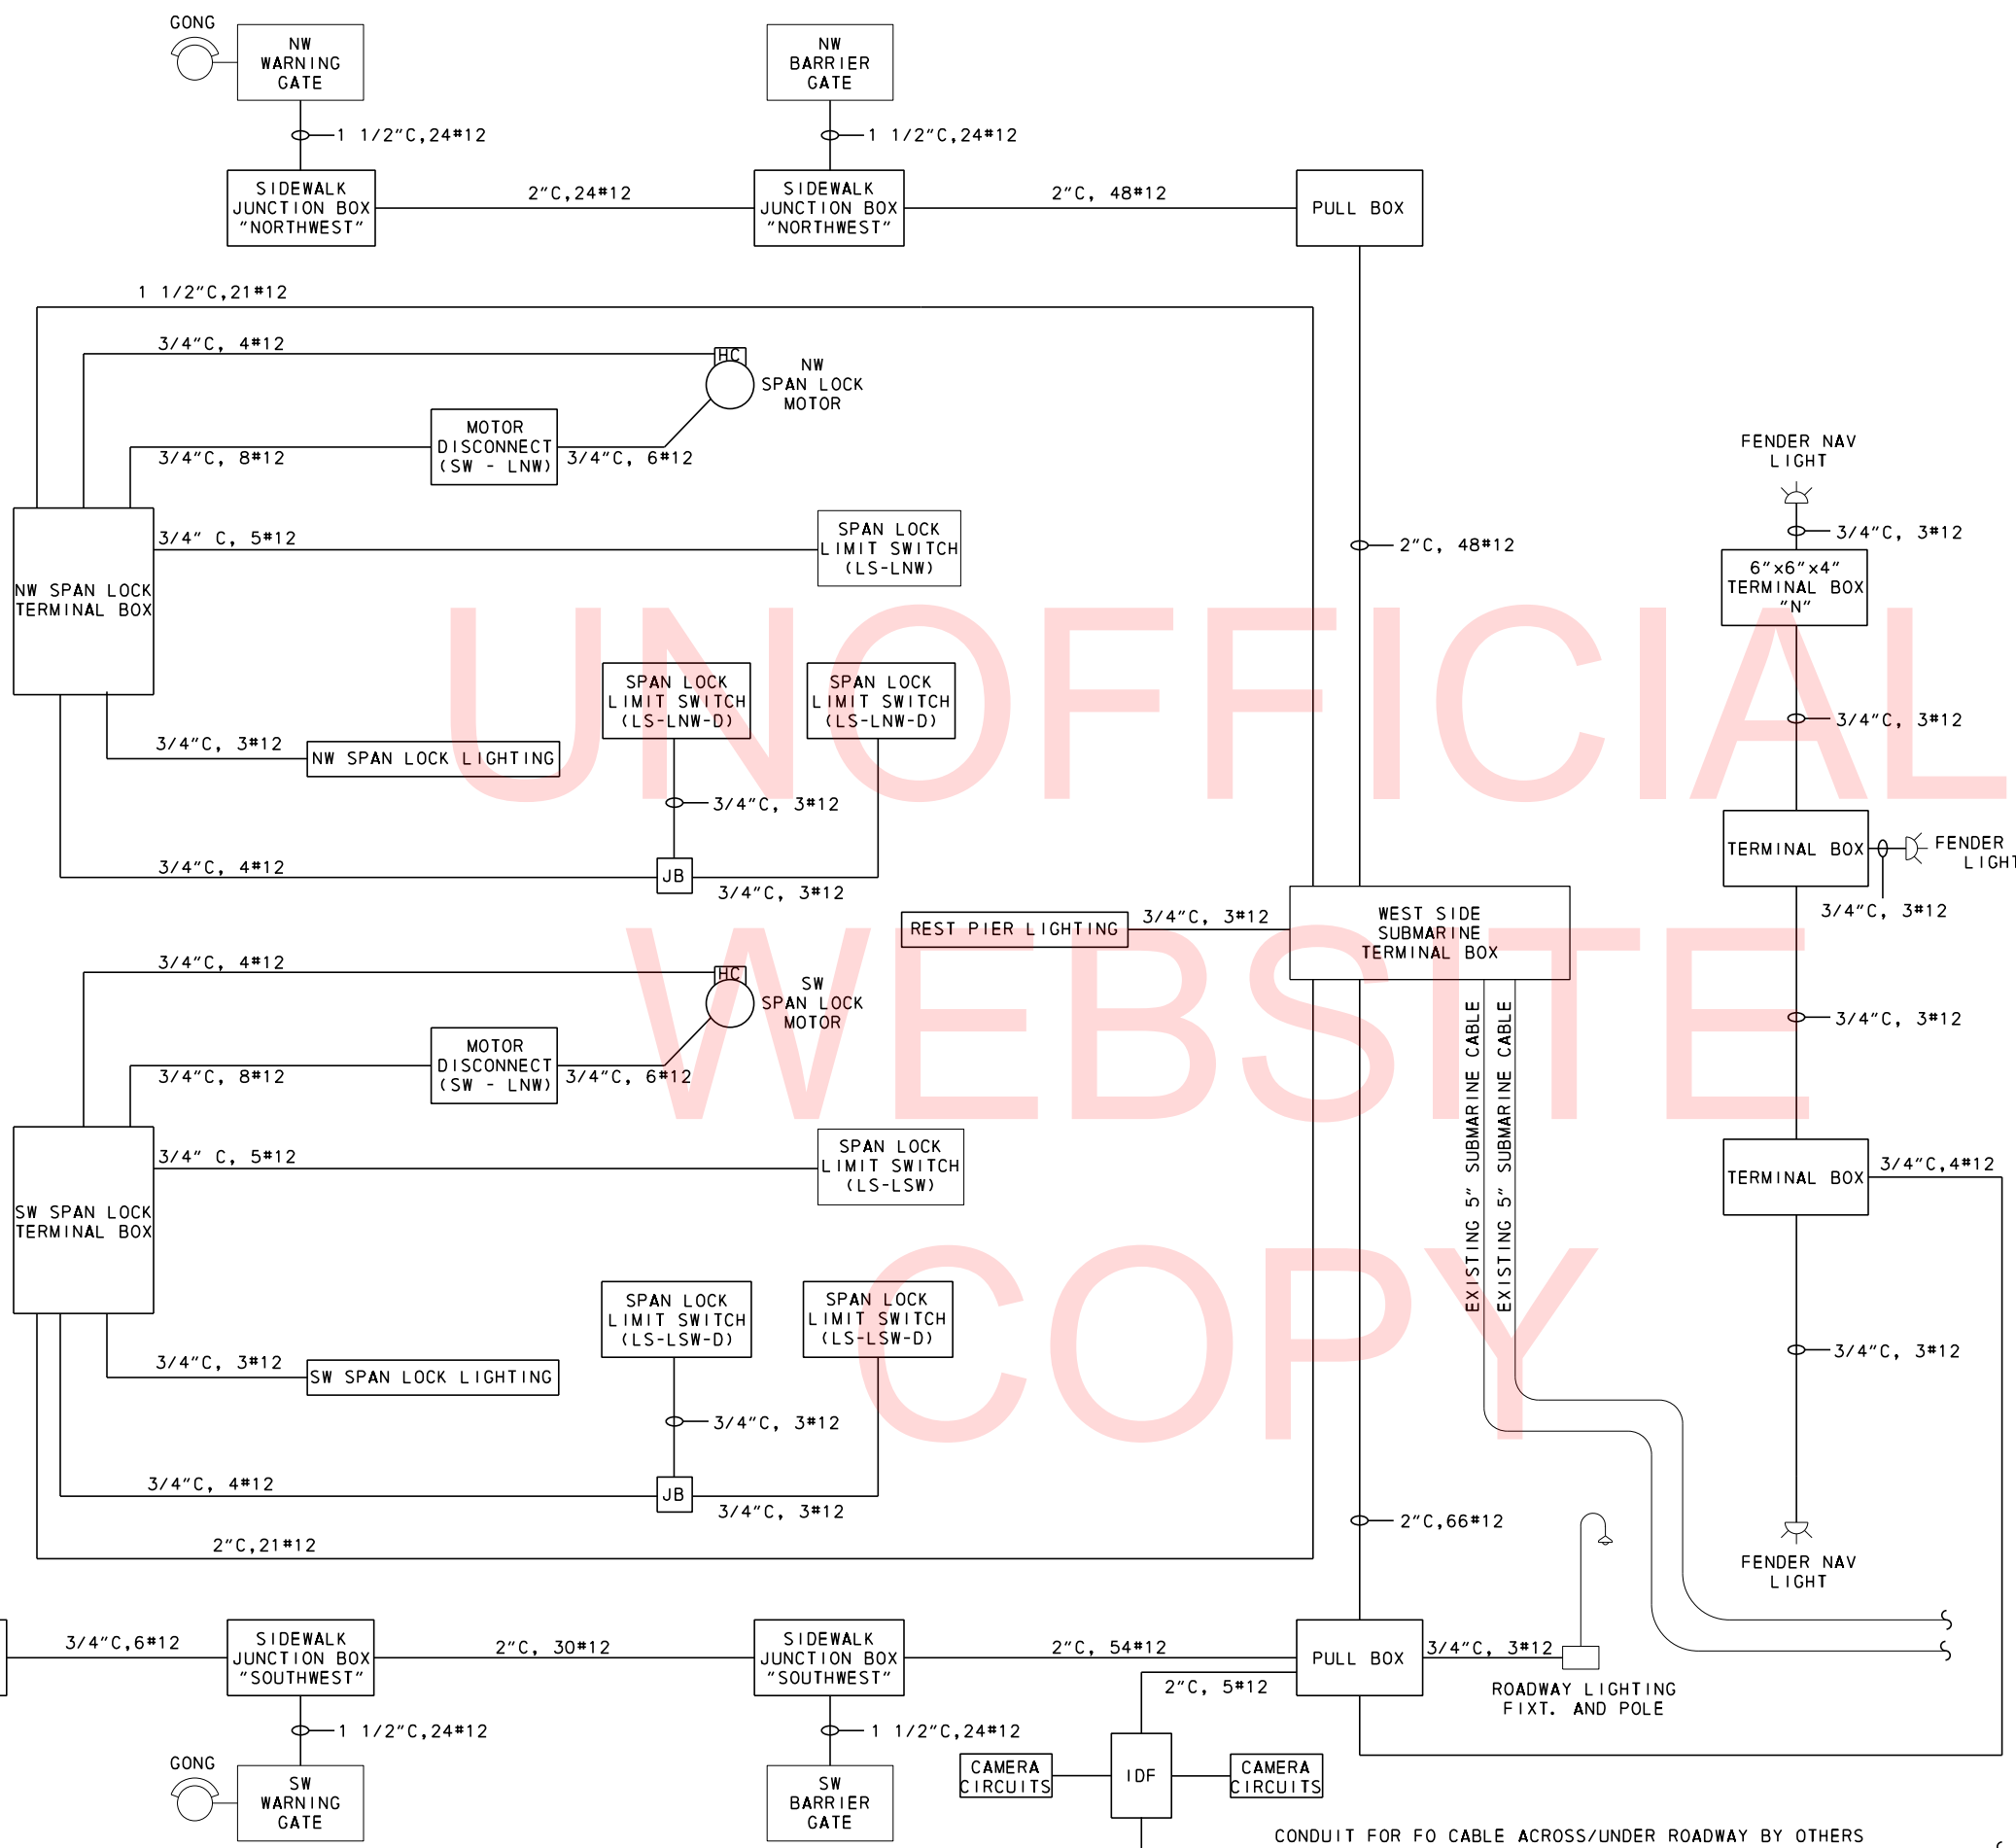 GONG
NW
WARNING
GATE
NW
BARRIER
GATE
1 1/2"C,24#12
1 1/2"C,24#12
SIDEWALK
JUNCTION BOX
"NORTHWEST"
2"C,24#12
SIDEWALK
JUNCTION BOX
"NORTHWEST"
2"C, 48#12
PULL BOX
1 1/2"C,21#12
3/4"C, 4#12
HC
NW
SPAN LOCK
MOTOR
MOTOR
DISCONNECT
(SW - LNW)
3/4"C, 8#12
3/4"C, 6#12
3/4" C, 5#12
SPAN LOCK
LIMIT SWITCH
(LS-LNW)
2"C, 48#12
NW SPAN LOCK
TERMINAL BOX
SPAN LOCK
LIMIT SWITCH
(LS-LNW-D)
SPAN LOCK
LIMIT SWITCH
(LS-LNW-D)
3/4"C, 3#12
NW SPAN LOCK LIGHTING
3/4"C, 3#12
3/4"C, 4#12
JB
3/4"C, 3#12
FENDER NAV
LIGHT
3/4"C, 3#12
6"x6"x4"
TERMINAL BOX
"N"
3/4"C, 3#12
TERMINAL BOX
FENDER
LIGHT
3/4"C, 3#12
REST PIER LIGHTING
3/4"C, 3#12
WEST SIDE
SUBMARINE
TERMINAL BOX
3/4"C, 3#12
EXISTING 5" SUBMARINE CABLE
EXISTING 5" SUBMARINE CABLE
3/4"C, 4#12
HC
SW
SPAN LOCK
MOTOR
MOTOR
DISCONNECT
(SW - LNW)
3/4"C, 8#12
3/4"C, 6#12
3/4" C, 5#12
SPAN LOCK
LIMIT SWITCH
(LS-LSW)
TERMINAL BOX
3/4"C,4#12
SW SPAN LOCK
TERMINAL BOX
SPAN LOCK
LIMIT SWITCH
(LS-LSW-D)
SPAN LOCK
LIMIT SWITCH
(LS-LSW-D)
3/4"C, 3#12
SW SPAN LOCK LIGHTING
3/4"C, 3#12
3/4"C, 3#12
3/4"C, 4#12
JB
3/4"C, 3#12
2"C,21#12
2"C,66#12
FENDER NAV
LIGHT
3/4"C,6#12
SIDEWALK
JUNCTION BOX
"SOUTHWEST"
2"C, 30#12
SIDEWALK
JUNCTION BOX
"SOUTHWEST"
2"C, 54#12
PULL BOX
3/4"C, 3#12
2"C, 5#12
ROADWAY LIGHTING
FIXT. AND POLE
1 1/2"C,24#12
1 1/2"C,24#12
GONG
SW
WARNING
GATE
SW
BARRIER
GATE
CAMERA
CIRCUITS
IDF
CAMERA
CIRCUITS
CONDUIT FOR FO CABLE ACROSS/UNDER ROADWAY BY OTHERS
UNOFFICIAL
WEBSITE
COPY